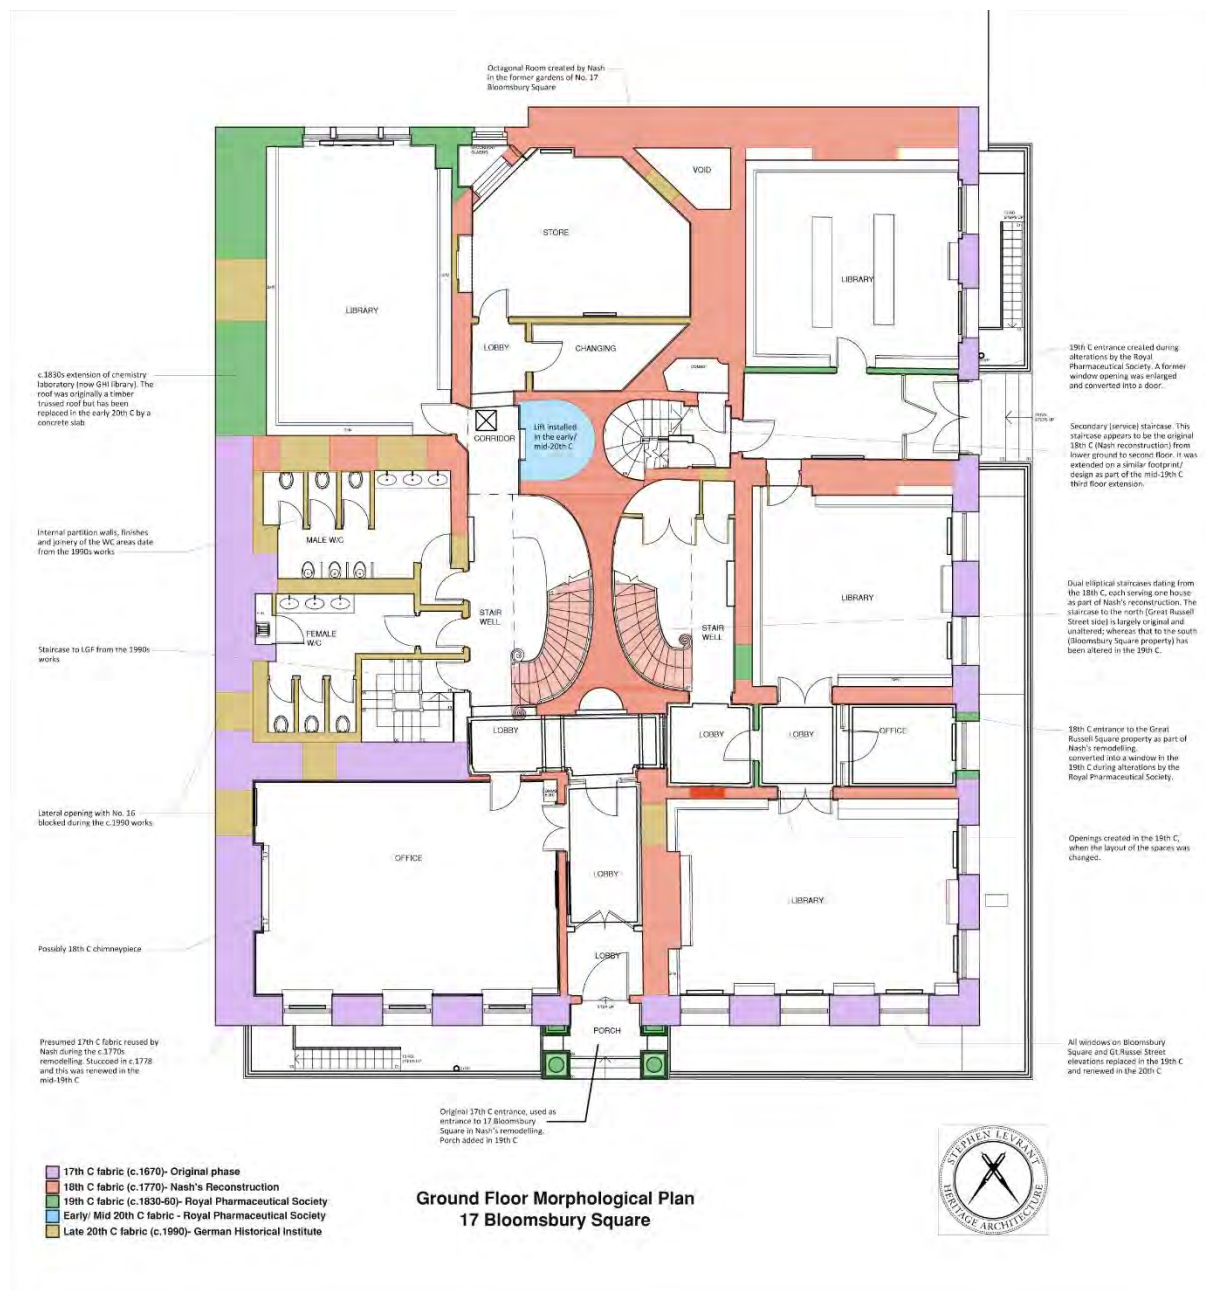 Octagonal Room created by Nash
in the former gardens of No. 17
Bloomsbury Square
VOID
STORE
LIBRARY
LIBRARY
LOBBY
CHANGING
c.1830s extension of chemistry
laboratory (now GHI library). The
roof was originally a timber
trussed roof but has been
replaced in the early 20th C by a
concrete slab
19th C entrance created during
alterations by the Royal
Pharmaceutical Society. A former
window opening was enlarged
and converted into a door.
CORRIDOR
Lift installed
in the early/
mid-20th C
Secondary (service) staircase. This
staircase appears to be the original
18th C (Nash reconstruction) from
lower ground to second floor. It was
extended on a similar footprint/
design as part of the mid-19th C
third floor extension.
Internal partition walls, finishes
and joinery of the WC areas date
from the 1990s works
MALE W/C
LIBRARY
Dual elliptical staircases dating from
the 18th C, each serving one house
as part of Nash's reconstruction. The
staircase to the north (Great Russell
Street side) is largely original and
unaltered; whereas that to the south
(Bloomsbury Square property) has
been altered in the 19th C.
STAIR
WELL
STAIR
WELL
FEMALE
W/C
Staircase to LGF from the 1990s
works
LOBBY
LOBBY
LOBBY
OFFICE
18th C entrance to the Great
Russell Square property as part of
Nash's remodelling.
converted into a window in the
19th C during alterations by the
Royal Pharmaceutical Society.
Lateral opening with No. 16
blocked during the c.1990 works
Openings created in the 19th C,
when the layout of the spaces was
changed.
OFFICE
LOBBY
LIBRARY
Possibly 18th C chimneypiece
LOBBY
STEP UP
PORCH
Presumed 17th C fabric reused by
Nash during the c.1770s
remodelling. Stuccoed in c.1778
and this was renewed in the
mid-19th C
All windows on Bloomsbury
Square and Gt.Russel Street
elevations replaced in the 19th C
and renewed in the 20th C
Original 17th C entrance, used as
entrance to 17 Bloomsbury
Square in Nash's remodelling.
Porch added in 19th C
17th C fabric (c.1670)- Original phase
18th C fabric (c.1770)- Nash's Reconstruction
19th C fabric (c.1830-60)- Royal Pharmaceutical Society
Early/ Mid 20th C fabric - Royal Pharmaceutical Society
Late 20th C fabric (c.1990)- German Historical Institute
Ground Floor Morphological Plan
17 Bloomsbury Square
STEPHEN LEVRANT
HERITAGE ARCHITECTURE